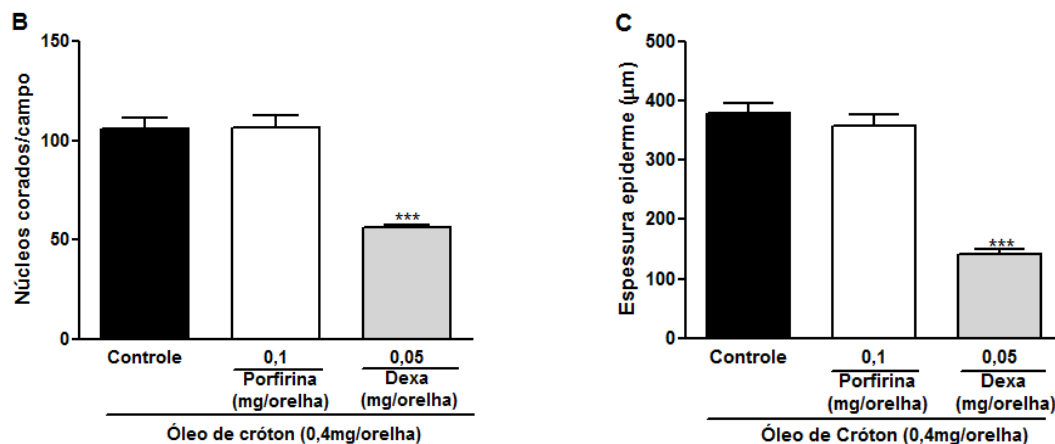 B
Núcleos corados/campo
150
100
50
0
***
Controle
0,1
0,05
Porfirina
(mg/orelha)
Dexa
(mg/orelha)
Óleo de cróton (0,4mg/orelha)
C
Espessura epiderme (µm)
500
400
300
200
100
0
***
Controle
0,1
0,05
Porfirina
(mg/orelha)
Dexa
(mg/orelha)
Óleo de Cróton (0,4mg/orelha)